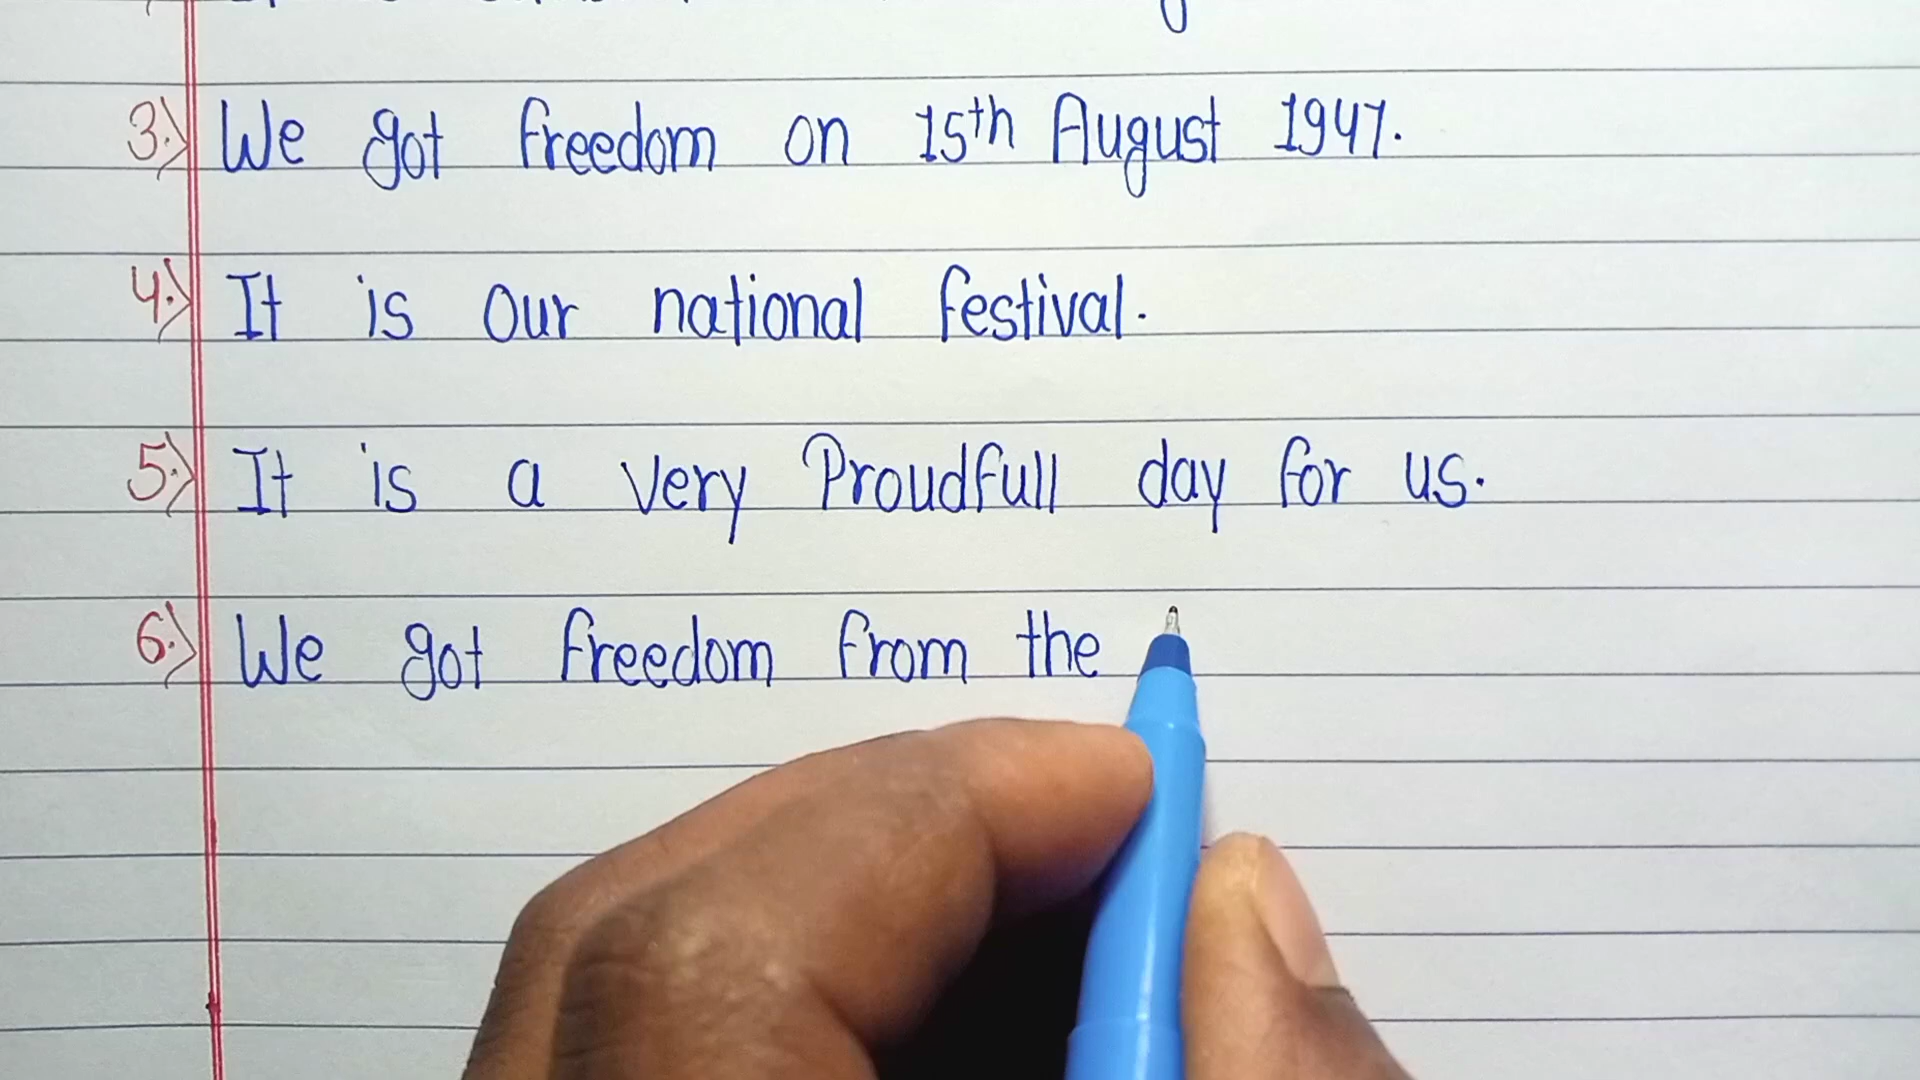 3.) We got freedom on 15th August 1947.
4.) It is our national festival.
5.) It is a very Proudfull day for us.
6.) We got freedom from the